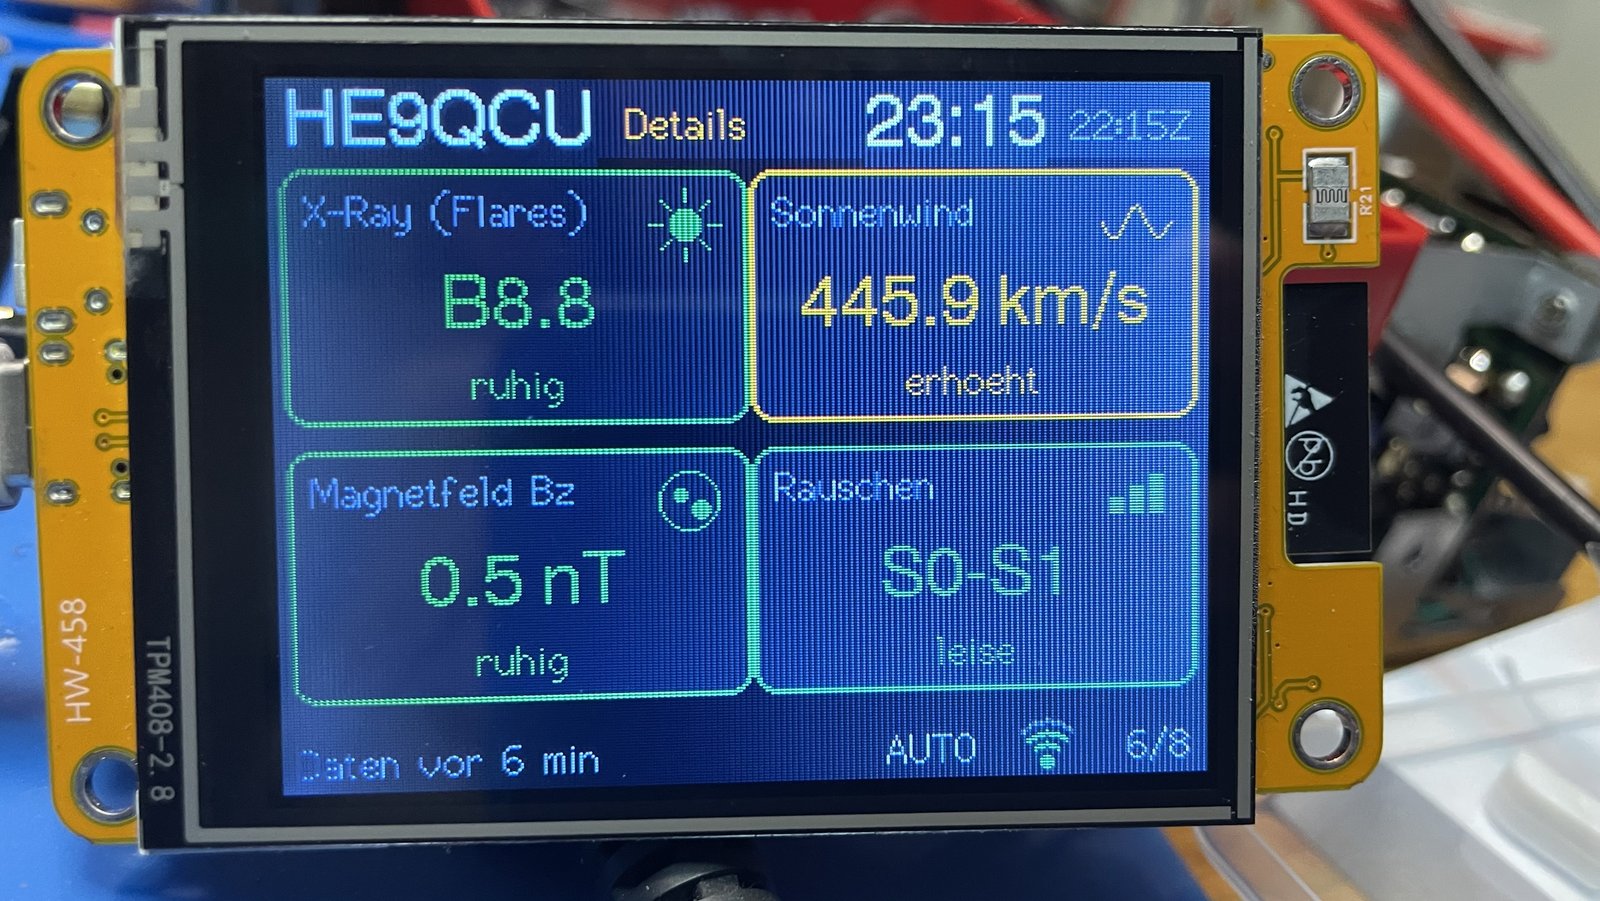 HE9QCU Details 23:15 22:15Z
X-Ray (Flares)
B8.8
ruhig
Sonnenwind
445.9 km/s
erhoeht
Magnetfeld Bz
0.5 nT
ruhig
Rauschen
S0-S1
leise
Daten vor 6 min
AUTO 6/8
HW-458
TPM408-2.8
R21
Pb
HD